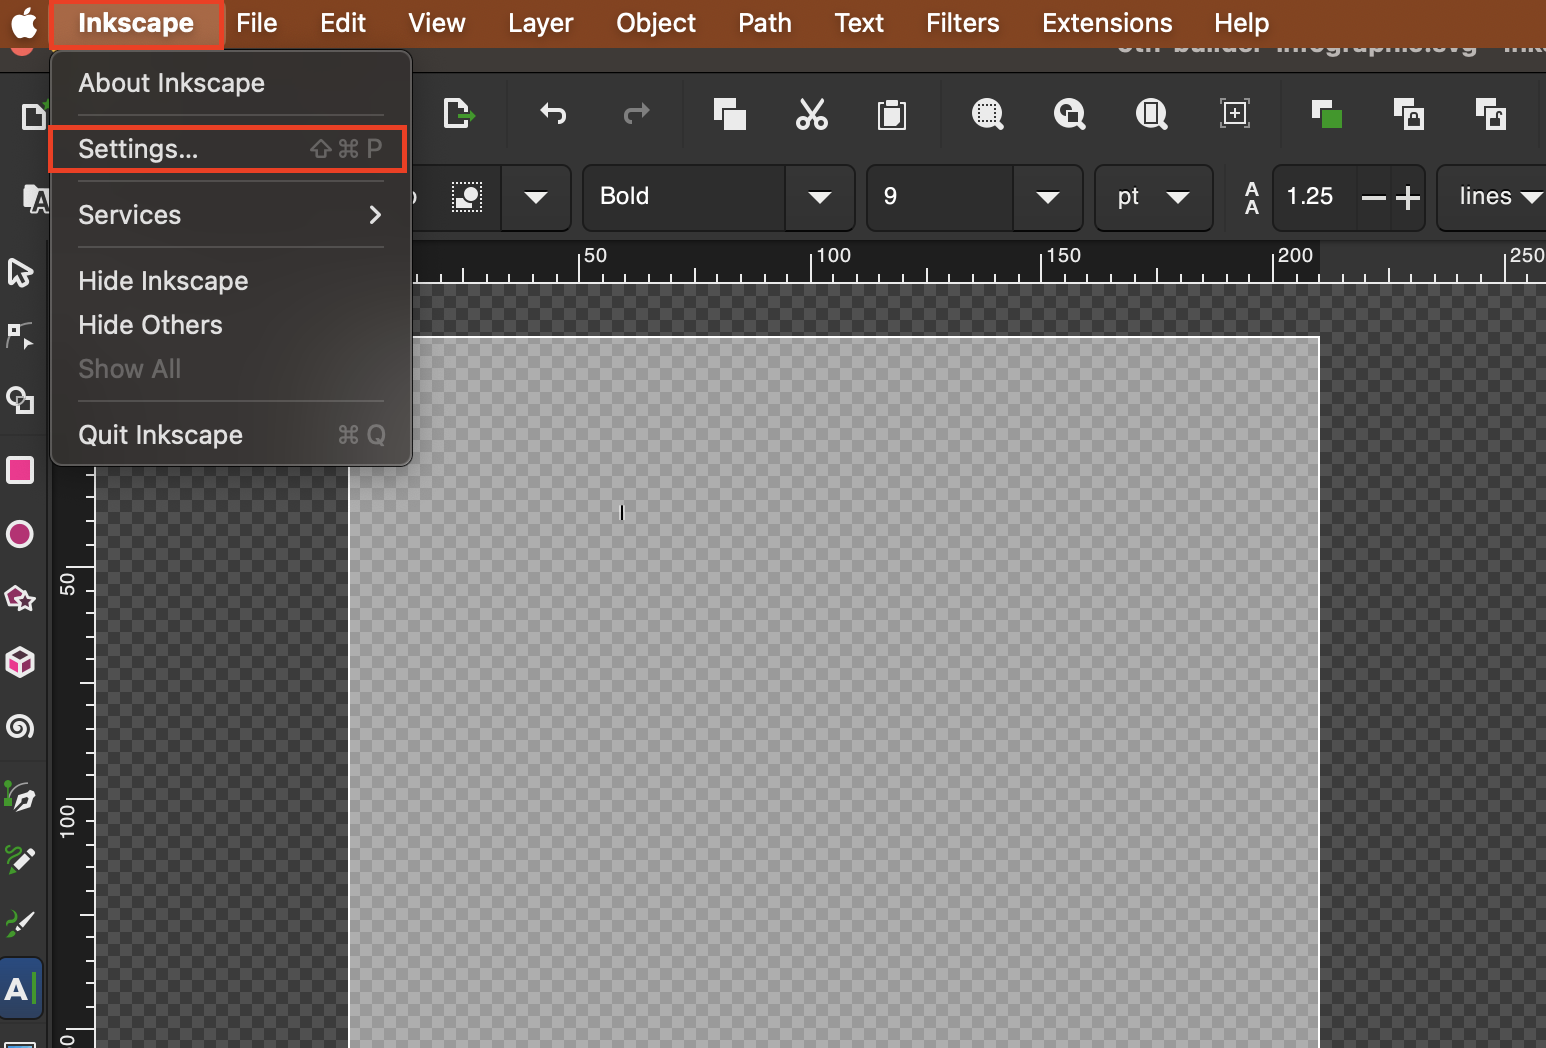 Inkscape File Edit View Layer Object Path Text Filters Extensions Help
About Inkscape
Settings... ⇧⌘P
Services
Hide Inkscape
Hide Others
Show All
Quit Inkscape ⌘Q
Bold 9 pt A A 1.25 lines
50 100 150 200 250
50
100
A